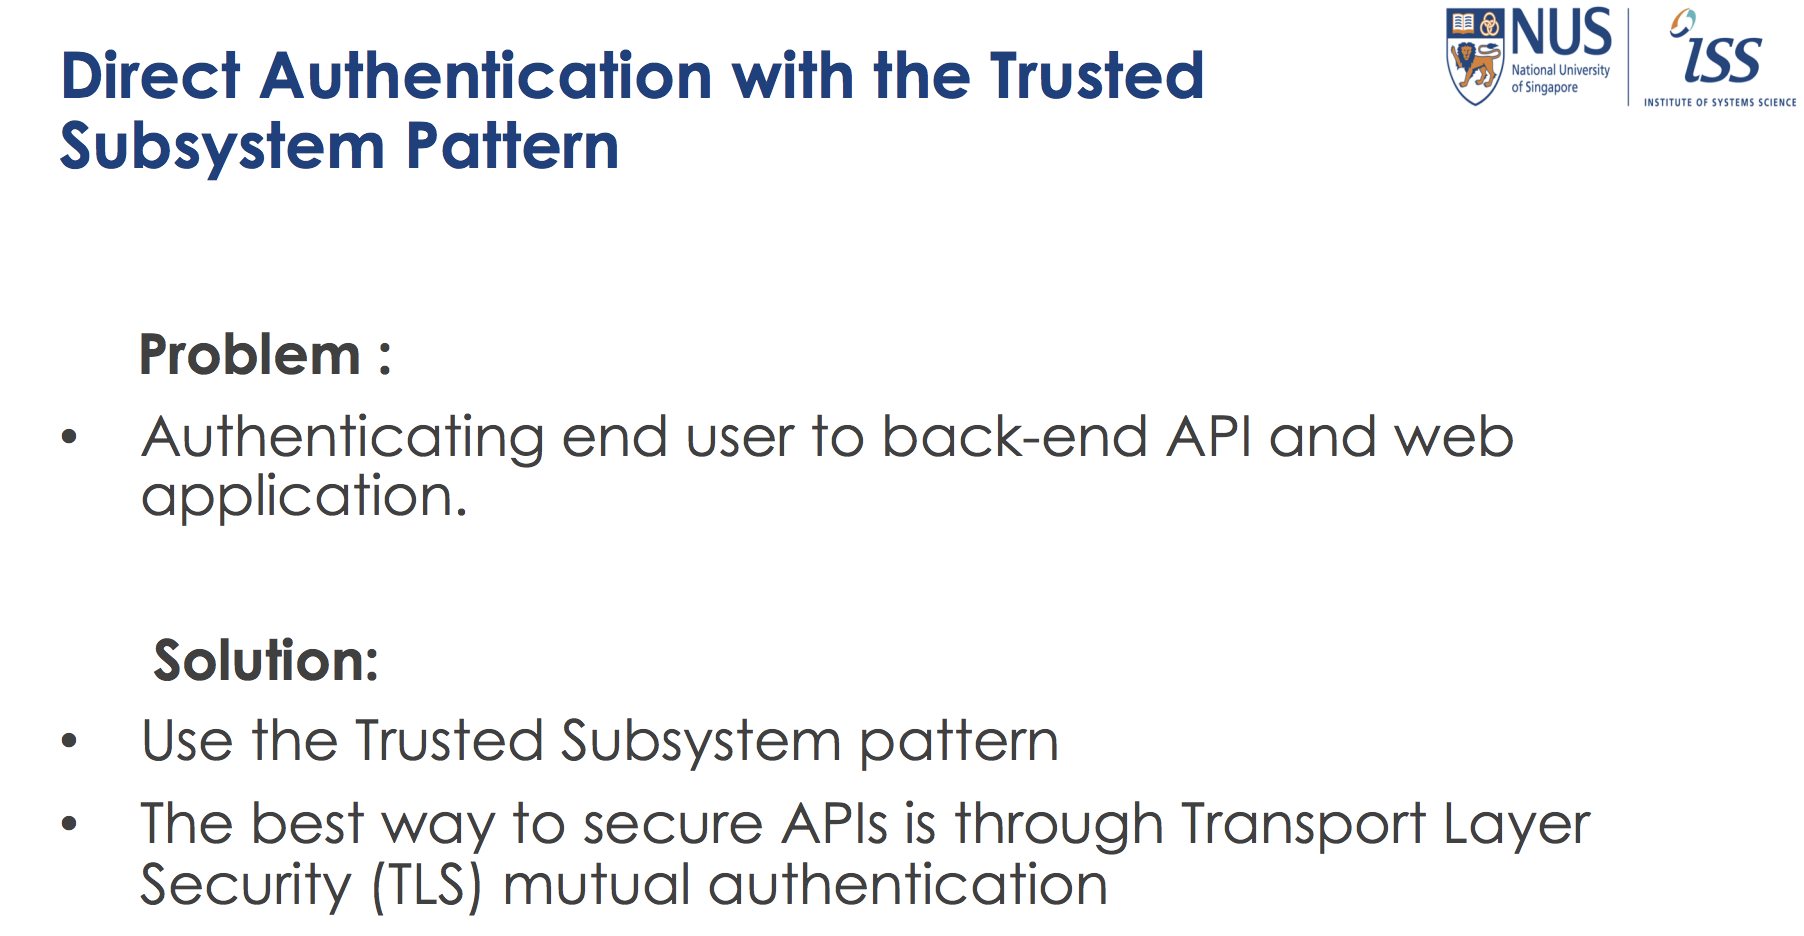 Direct Authentication with the Trusted
Subsystem Pattern
NUS
National University
of Singapore
ISS
INSTITUTE OF SYSTEMS SCIENCE
Problem :
• Authenticating end user to back-end API and web
application.
Solution:
• Use the Trusted Subsystem pattern
• The best way to secure APIs is through Transport Layer
Security (TLS) mutual authentication